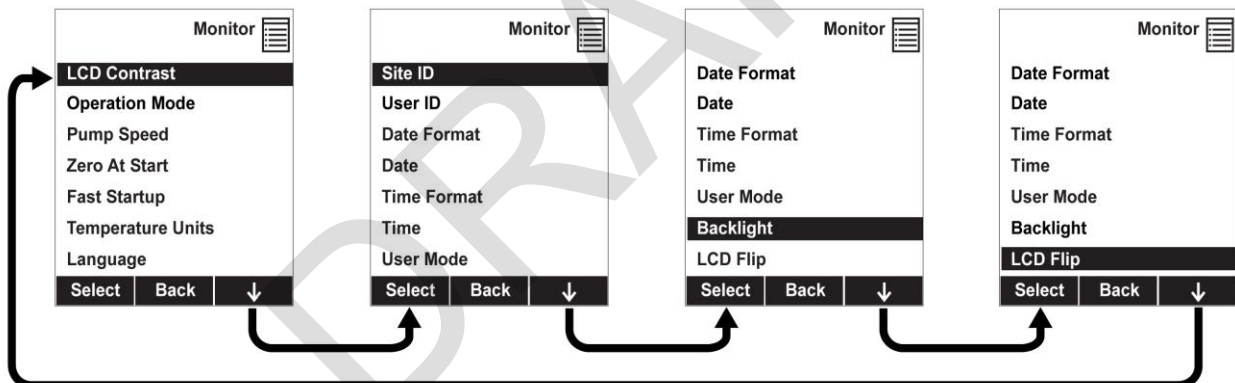 Monitor
LCD Contrast
Operation Mode
Pump Speed
Zero At Start
Fast Startup
Temperature Units
Language
Select Back ↓
Monitor
Site ID
User ID
Date Format
Date
Time Format
Time
User Mode
Select Back ↓
Monitor
Date Format
Date
Time Format
Time
User Mode
Backlight
LCD Flip
Select Back ↓
Monitor
Date Format
Date
Time Format
Time
User Mode
Backlight
LCD Flip
Select Back ↓
DRA